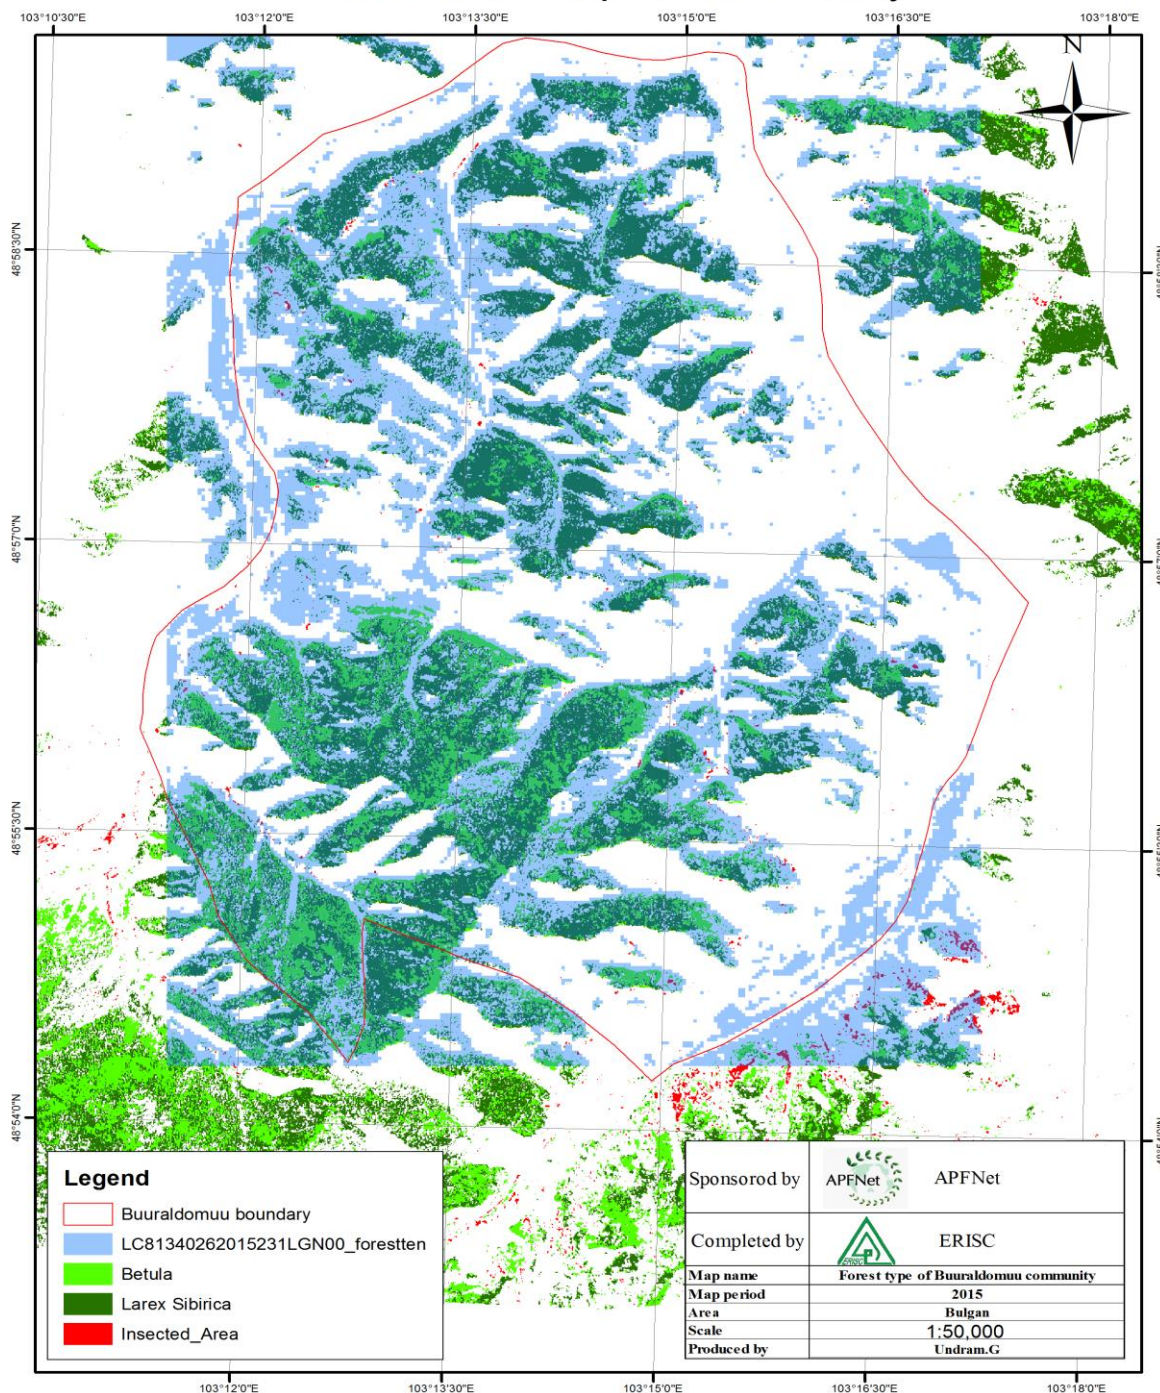 103°10'30"E 103°12'0"E 103°13'30"E 103°15'0"E 103°16'30"E 103°18'0"E
N
48°58'30"N
48°57'0"N
48°55'30"N
48°54'0"N
Legend
Buuraldomuu boundary
LC81340262015231LGN00_forestten
Betula
Larex Sibirica
Insected_Area
Sponsorod by APFNet APFNet
Completed by ERISC ERISC
Map name Forest type of Buuraldomuu community
Map period 2015
Area Bulgan
Scale 1:50,000
Produced by Undram.G
103°12'0"E 103°13'30"E 103°15'0"E 103°16'30"E 103°18'0"E